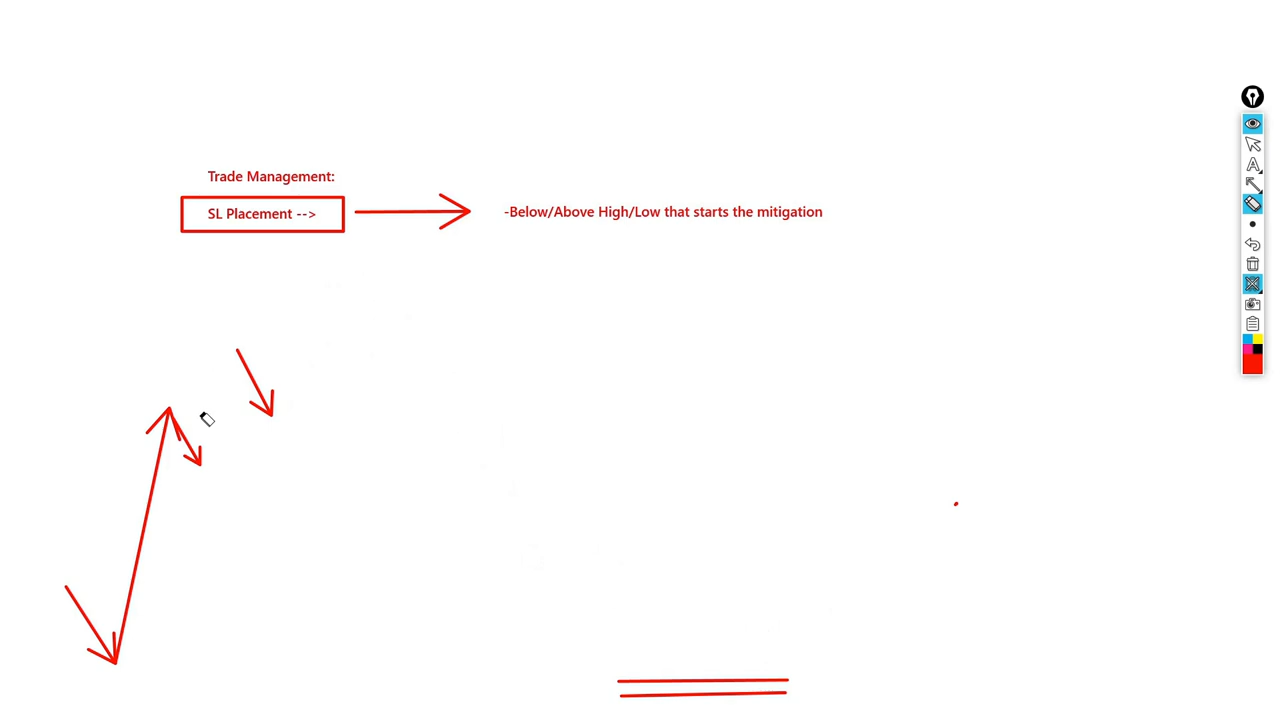 Trade Management:
SL Placement -->
-Below/Above High/Low that starts the mitigation